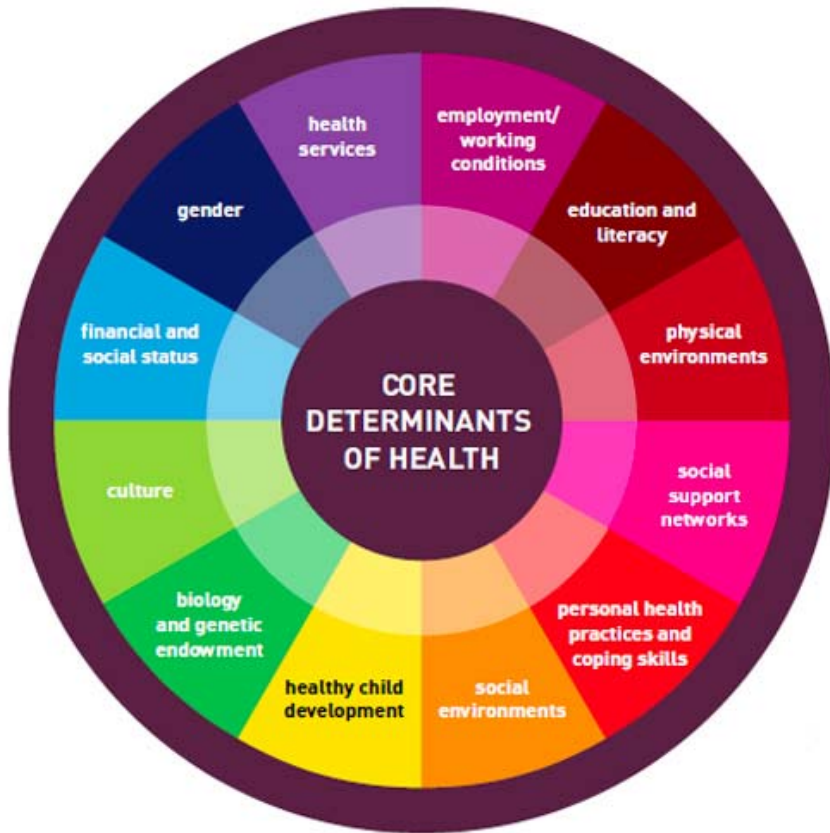 CORE
DETERMINANTS
OF HEALTH
employment/
working
conditions
education and
literacy
physical
environments
social
support
networks
personal health
practices and
coping skills
social
environments
healthy child
development
biology
and genetic
endowment
culture
financial and
social status
gender
health
services